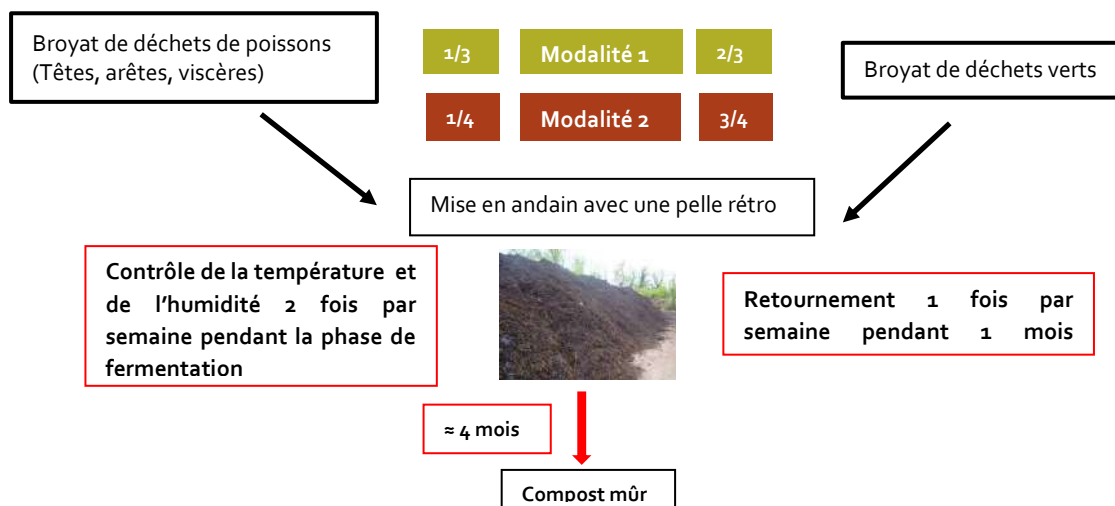 Broyat de déchets de poissons
(Têtes, arêtes, viscères)
1/3 Modalité 1 2/3
Broyat de déchets verts
1/4 Modalité 2 3/4
Mise en andain avec une pelle rétro
Contrôle de la température et
de l'humidité 2 fois par
semaine pendant la phase de
fermentation
Retournement 1 fois par
semaine pendant 1 mois
≈ 4 mois
Compost mûr